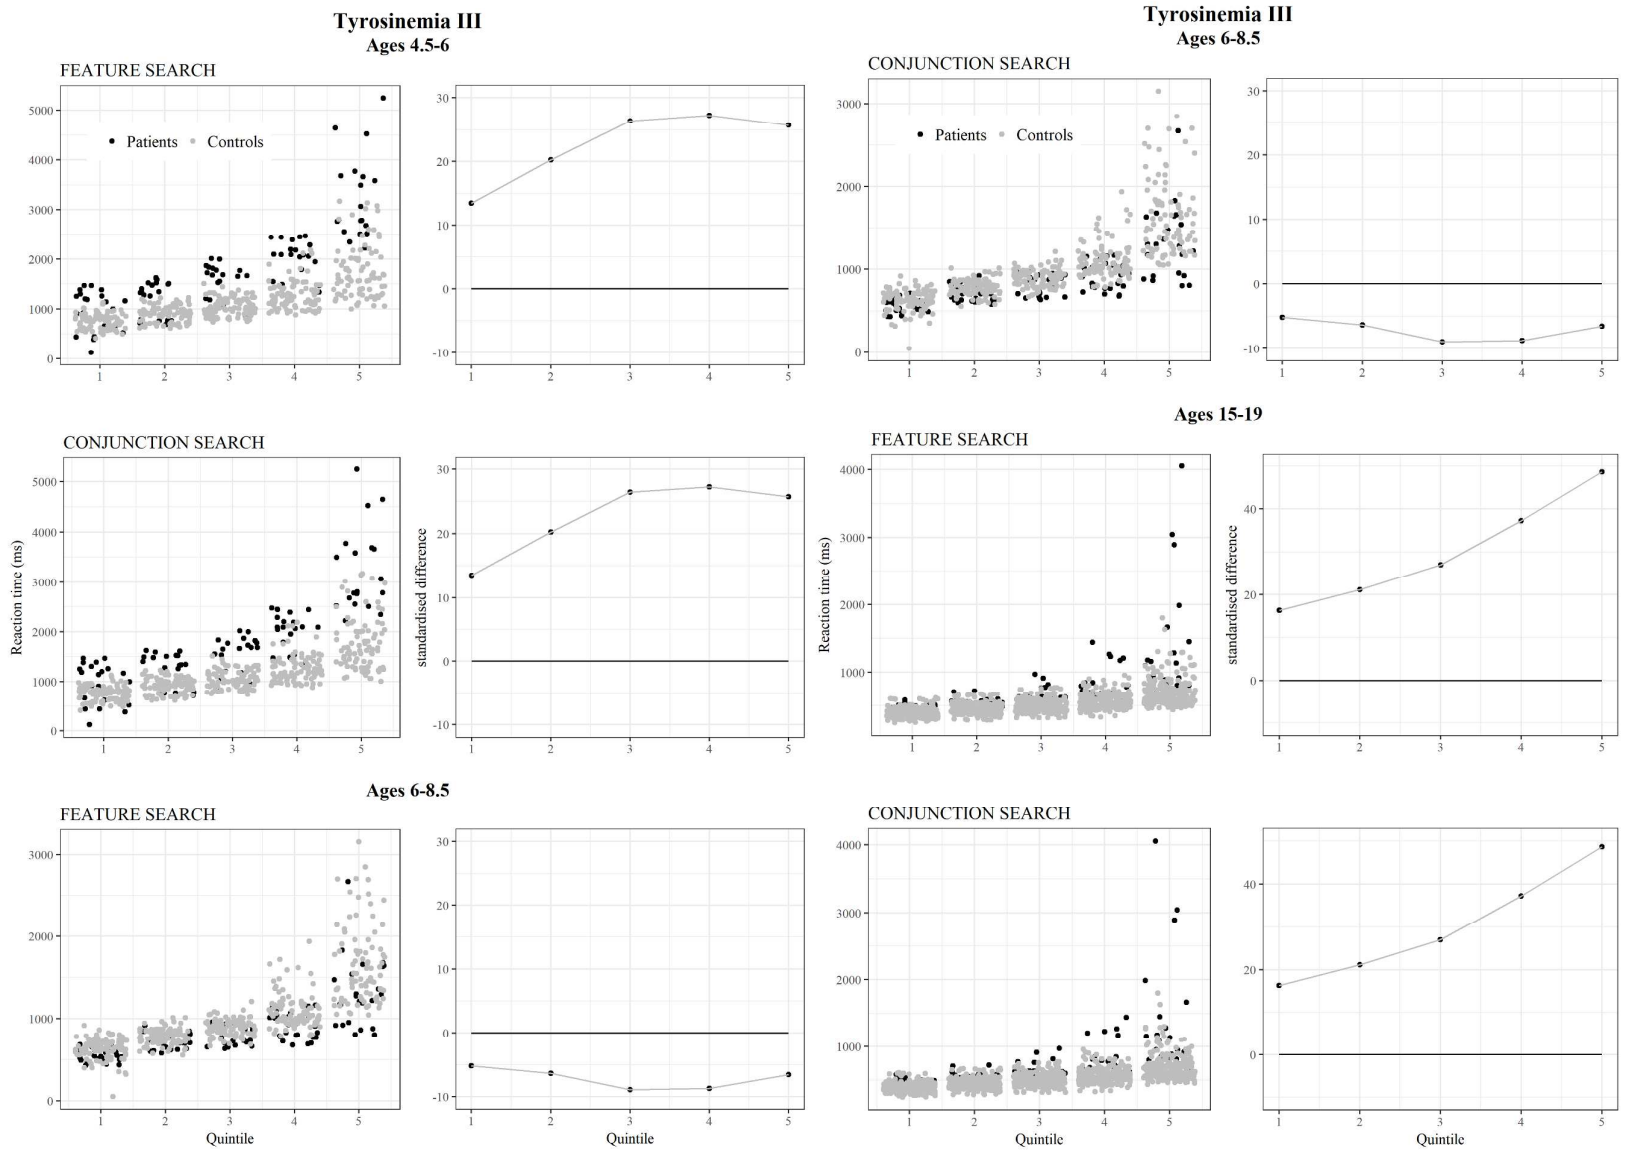 Tyrosinemia III
Ages 4.5-6
FEATURE SEARCH
Patients Controls
5000
4000
3000
2000
1000
0
1 2 3 4 5
30
20
10
0
-10
1 2 3 4 5
CONJUNCTION SEARCH
Reaction time (ms)
5000
4000
3000
2000
1000
0
1 2 3 4 5
standardised difference
30
20
10
0
-10
1 2 3 4 5
Ages 6-8.5
FEATURE SEARCH
3000
2000
1000
0
1 2 3 4 5
Quintile
30
20
10
0
-10
1 2 3 4 5
Quintile
Tyrosinemia III
Ages 6-8.5
CONJUNCTION SEARCH
Patients Controls
3000
2000
1000
0
1 2 3 4 5
30
20
10
0
-10
1 2 3 4 5
Ages 15-19
FEATURE SEARCH
Reaction time (ms)
4000
3000
2000
1000
1 2 3 4 5
standardised difference
40
20
0
1 2 3 4 5
CONJUNCTION SEARCH
4000
3000
2000
1000
1 2 3 4 5
Quintile
40
20
0
1 2 3 4 5
Quintile